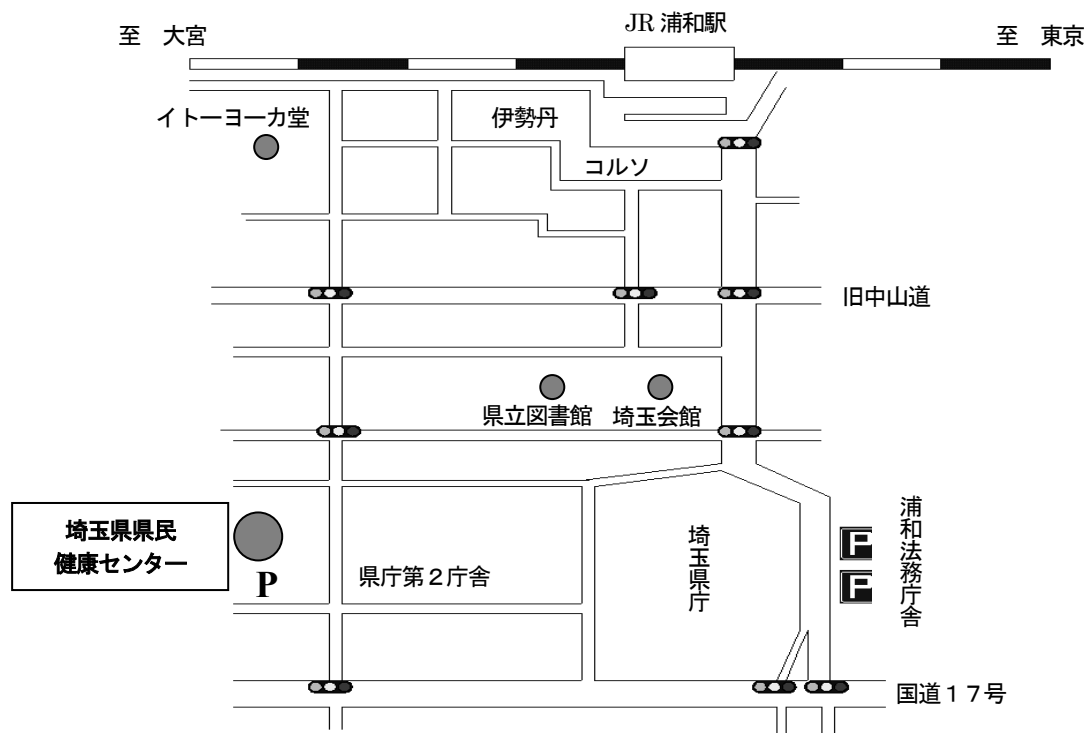 JR 浦和駅
至 大宮
至 東京
イトーヨーカ堂
伊勢丹
コルソ
旧中山道
県立図書館
埼玉会館
埼玉県県民
健康センター
P
県庁第２庁舎
埼玉県庁
P
P
浦和法務庁舎
国道１７号